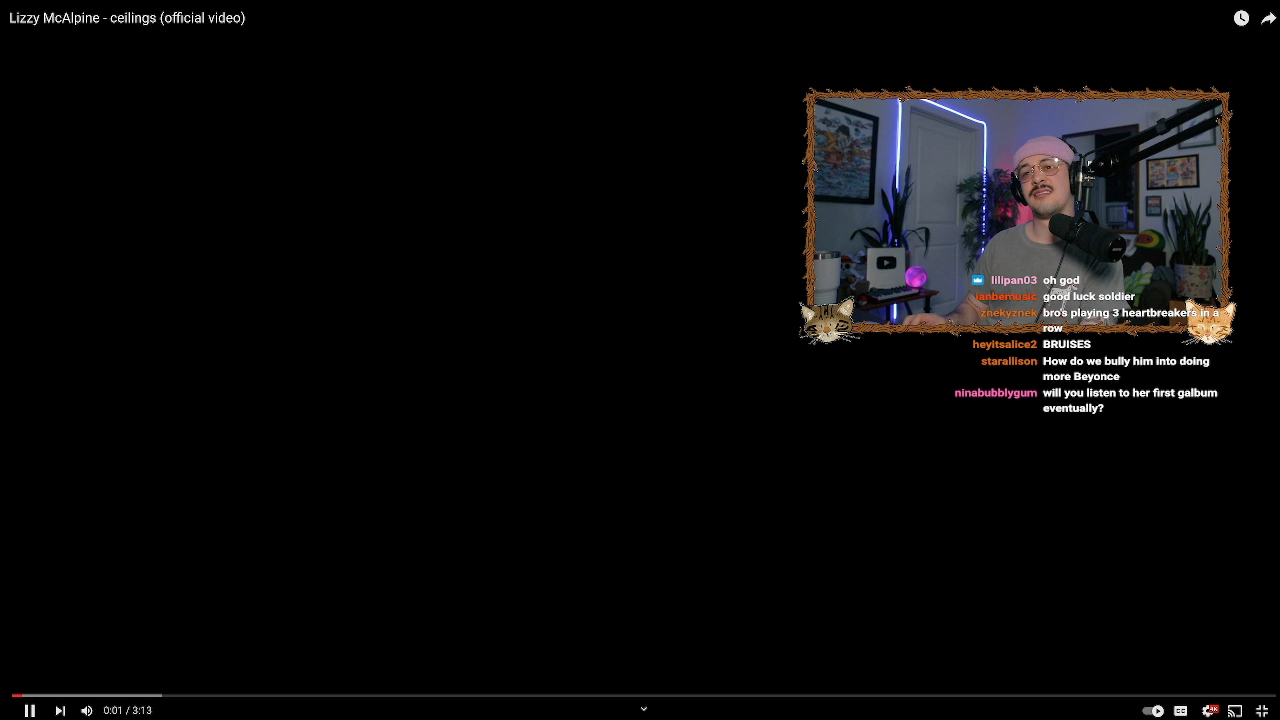 Lizzy McAlpine - ceilings (official video)
lilipan03 oh god
ianbemusic good luck soldier
znekyznek bro's playing 3 heartbreakers in a
row
heyitsalice2 BRUISES
starallison How do we bully him into doing
more Beyonce
ninabubblygum will you listen to her first galbum
eventually?
0:01 / 3:13
CC
4K